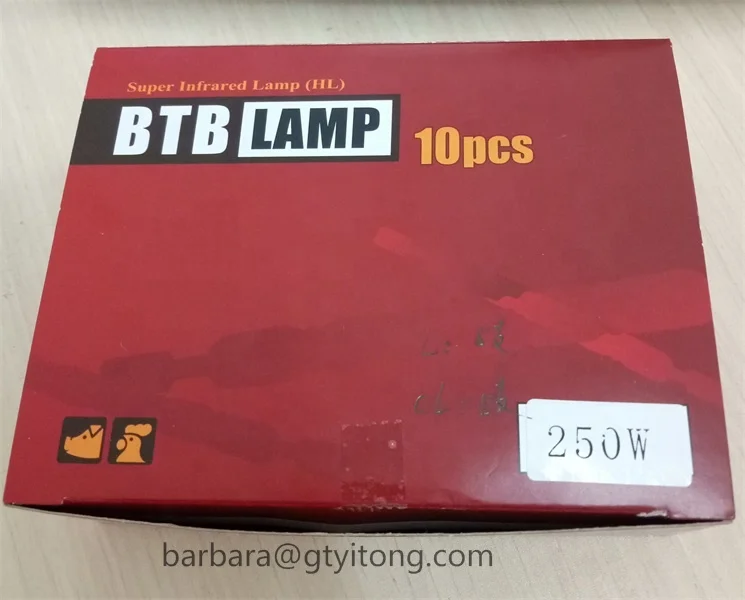 Super Infrared Lamp (HL)
BTB LAMP
10pcs
250W
barbara@gtyitong.com